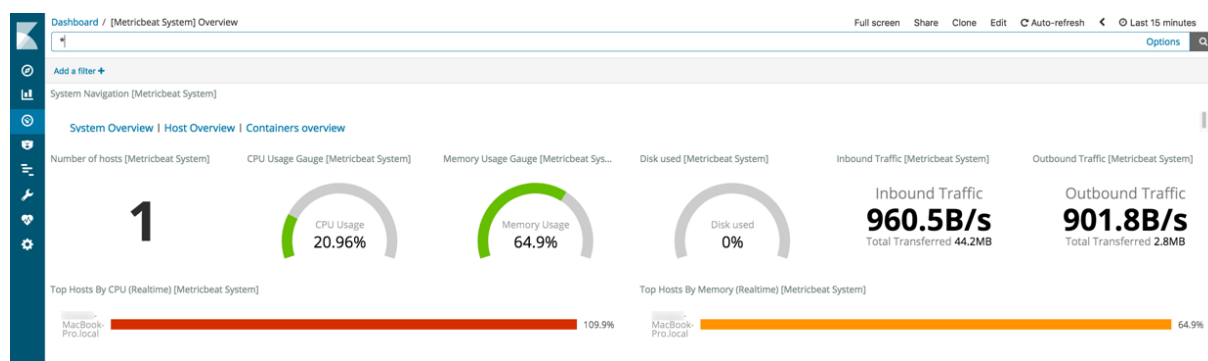 Dashboard / [Metricbeat System] Overview
Full screen Share Clone Edit Auto-refresh Last 15 minutes
*
Options
Add a filter +
System Navigation [Metricbeat System]
System Overview | Host Overview | Containers overview
Number of hosts [Metricbeat System]
1
CPU Usage Gauge [Metricbeat System]
CPU Usage
20.96%
Memory Usage Gauge [Metricbeat Sys...
Memory Usage
64.9%
Disk used [Metricbeat System]
Disk used
0%
Inbound Traffic [Metricbeat System]
Inbound Traffic
960.5B/s
Total Transferred 44.2MB
Outbound Traffic [Metricbeat System]
Outbound Traffic
901.8B/s
Total Transferred 2.8MB
Top Hosts By CPU (Realtime) [Metricbeat System]
MacBook-
Pro.local
109.9%
Top Hosts By Memory (Realtime) [Metricbeat System]
MacBook-
Pro.local
64.9%